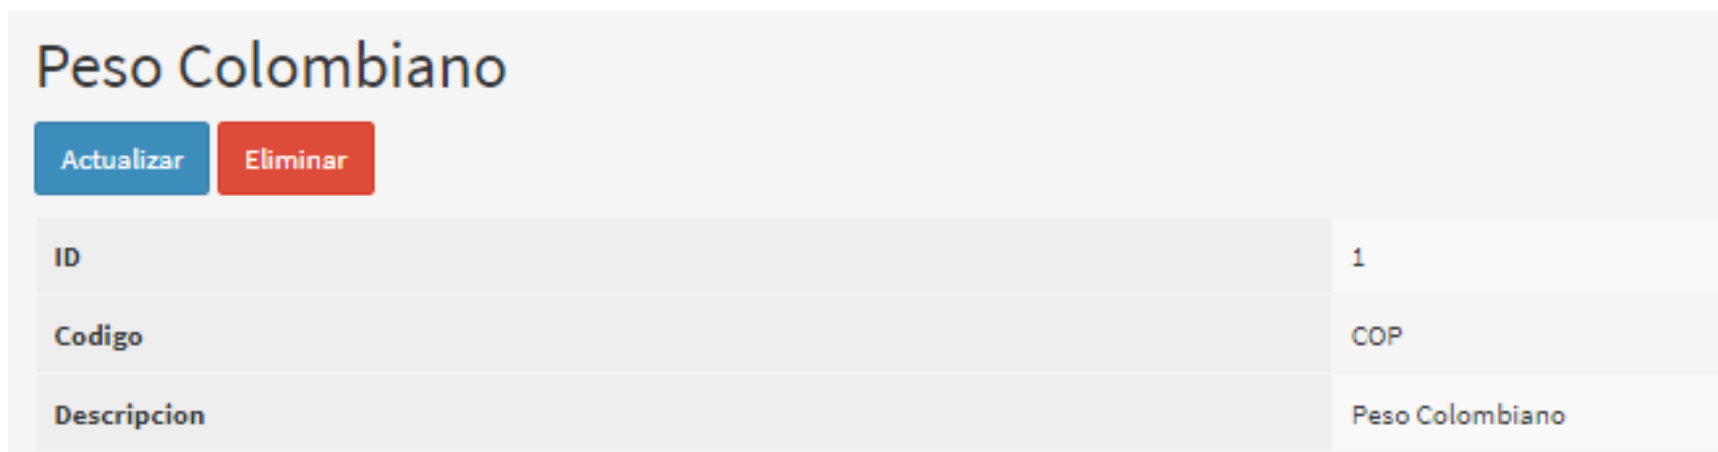 Peso Colombiano
Actualizar Eliminar
ID 1
Codigo COP
Descripcion Peso Colombiano